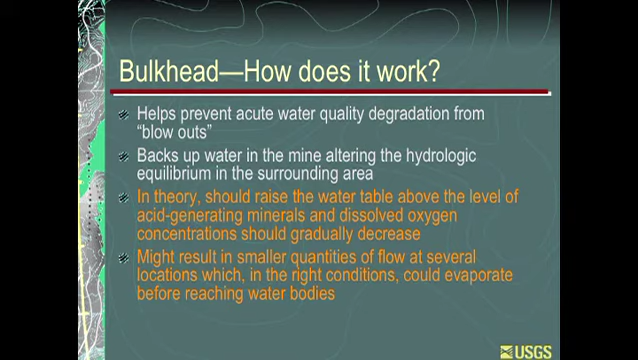 Bulkhead—How does it work?
Helps prevent acute water quality degradation from
"blow outs"
Backs up water in the mine altering the hydrologic
equilibrium in the surrounding area
In theory, should raise the water table above the level of
acid-generating minerals and dissolved oxygen
concentrations should gradually decrease
Might result in smaller quantities of flow at several
locations which, in the right conditions, could evaporate
before reaching water bodies
USGS